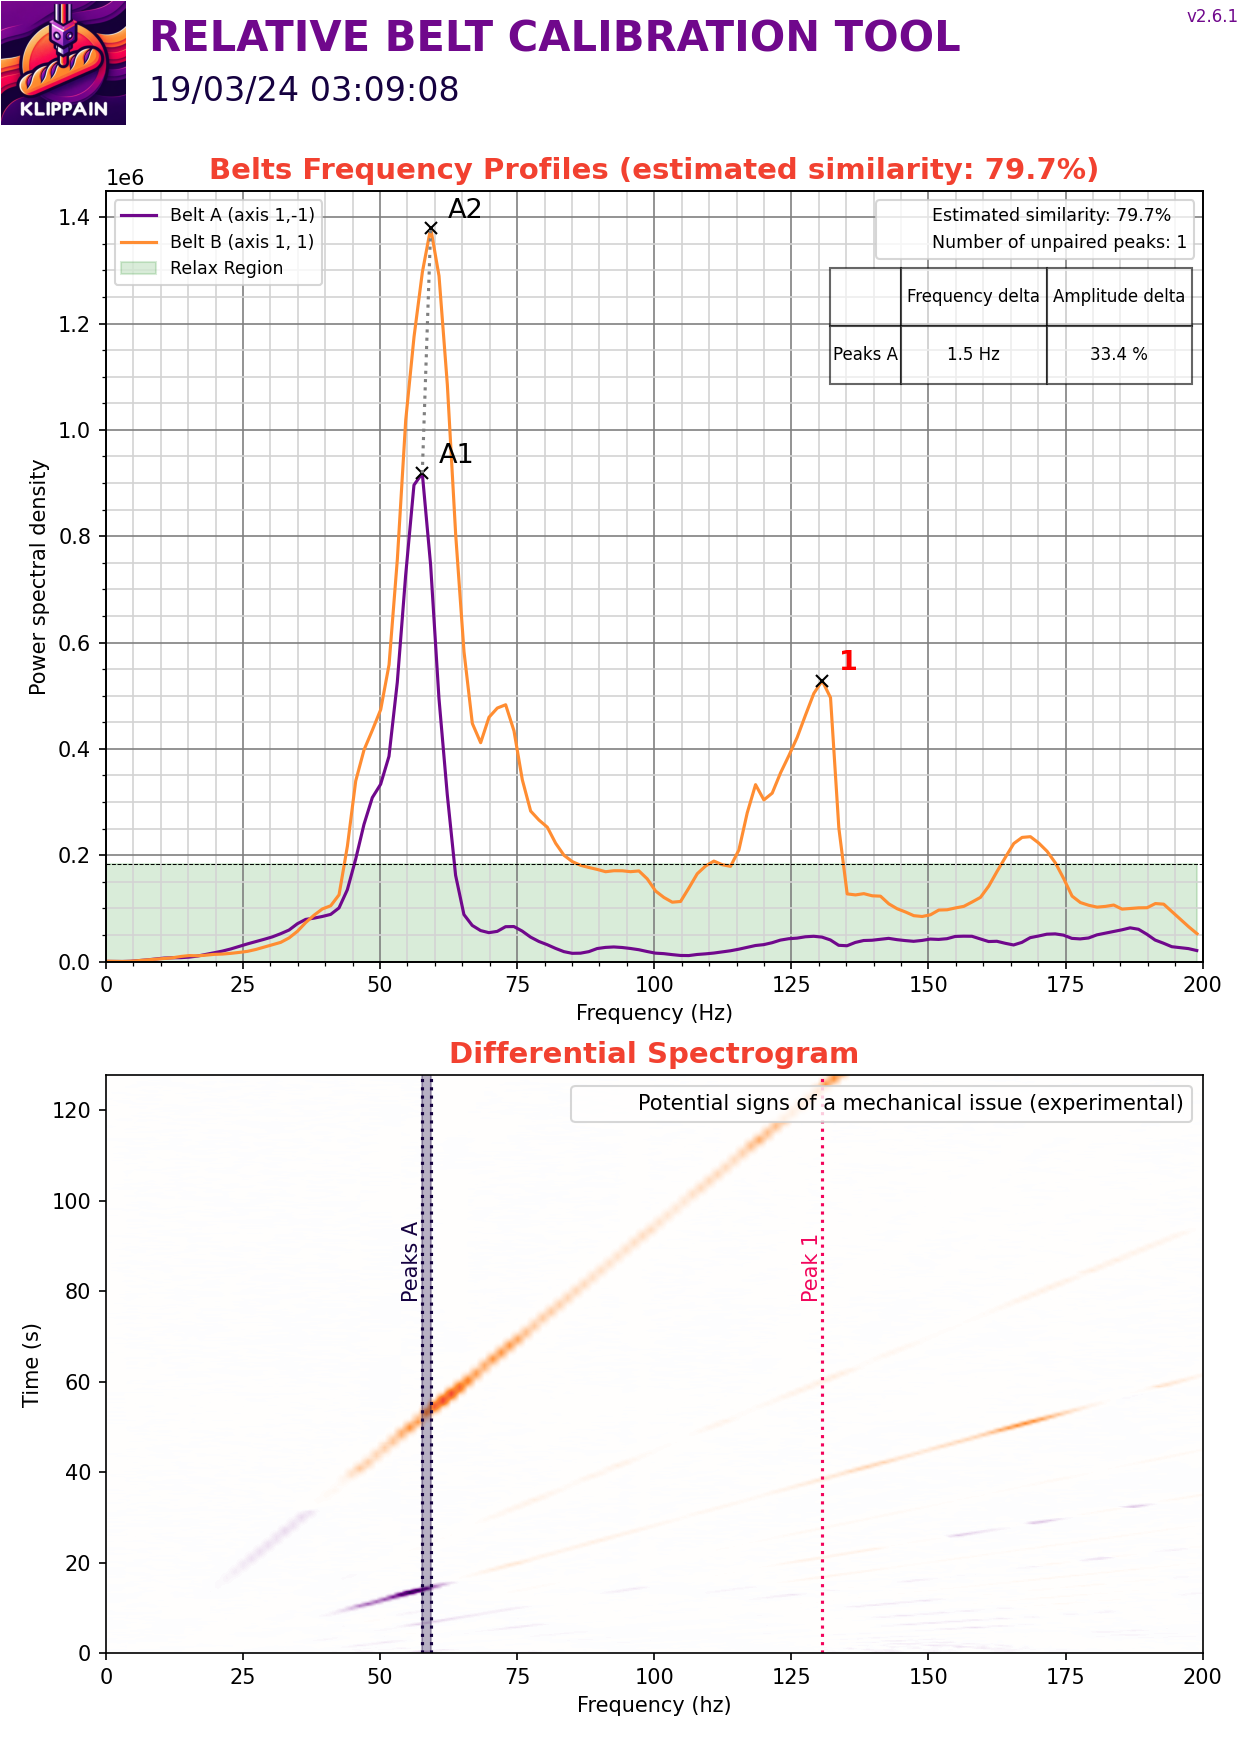 KLIPPAIN
RELATIVE BELT CALIBRATION TOOL
v2.6.1
19/03/24 03:09:08
Belts Frequency Profiles (estimated similarity: 79.7%)
1e6
Belt A (axis 1,-1)
Belt B (axis 1, 1)
Relax Region
Estimated similarity: 79.7%
Number of unpaired peaks: 1
Frequency delta Amplitude delta
Peaks A 1.5 Hz 33.4 %
A2
A1
1
Power spectral density
1.4
1.2
1.0
0.8
0.6
0.4
0.2
0.0
0 25 50 75 100 125 150 175 200
Frequency (Hz)
Differential Spectrogram
Potential signs of a mechanical issue (experimental)
Peaks A
Peak 1
Time (s)
120
100
80
60
40
20
0
0 25 50 75 100 125 150 175 200
Frequency (hz)